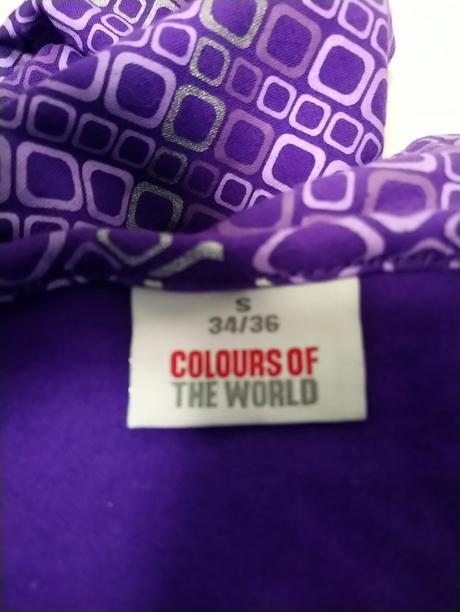 S
34/36
COLOURS OF
THE WORLD